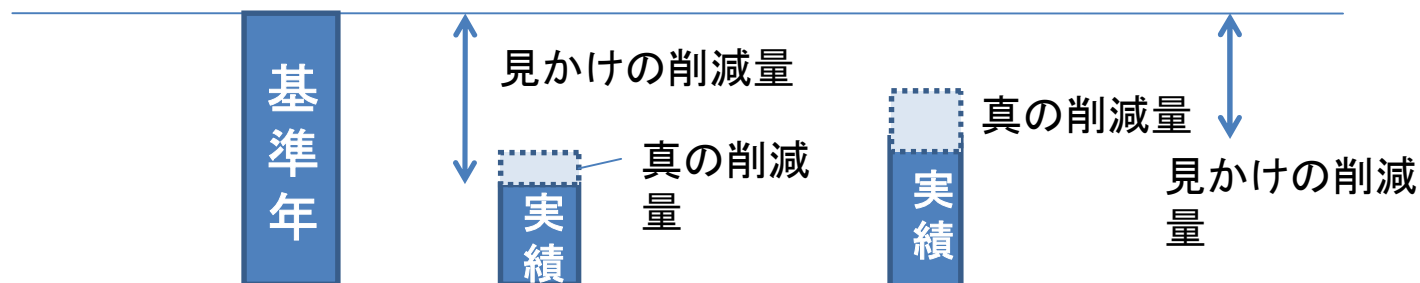 基準年
見かけの削減量
真の削減
量
実績
真の削減量
実績
見かけの削減
量